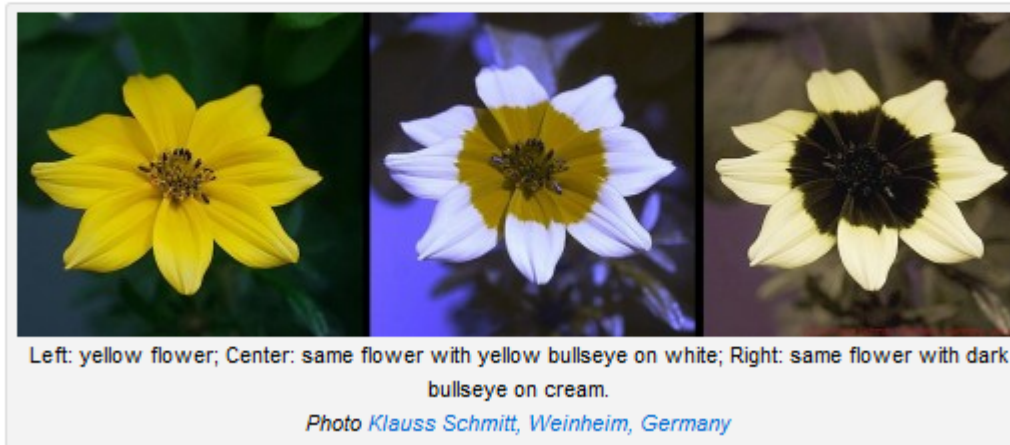 Left: yellow flower; Center: same flower with yellow bullseye on white; Right: same flower with dark
bullseye on cream.
Photo Klauss Schmitt, Weinheim, Germany